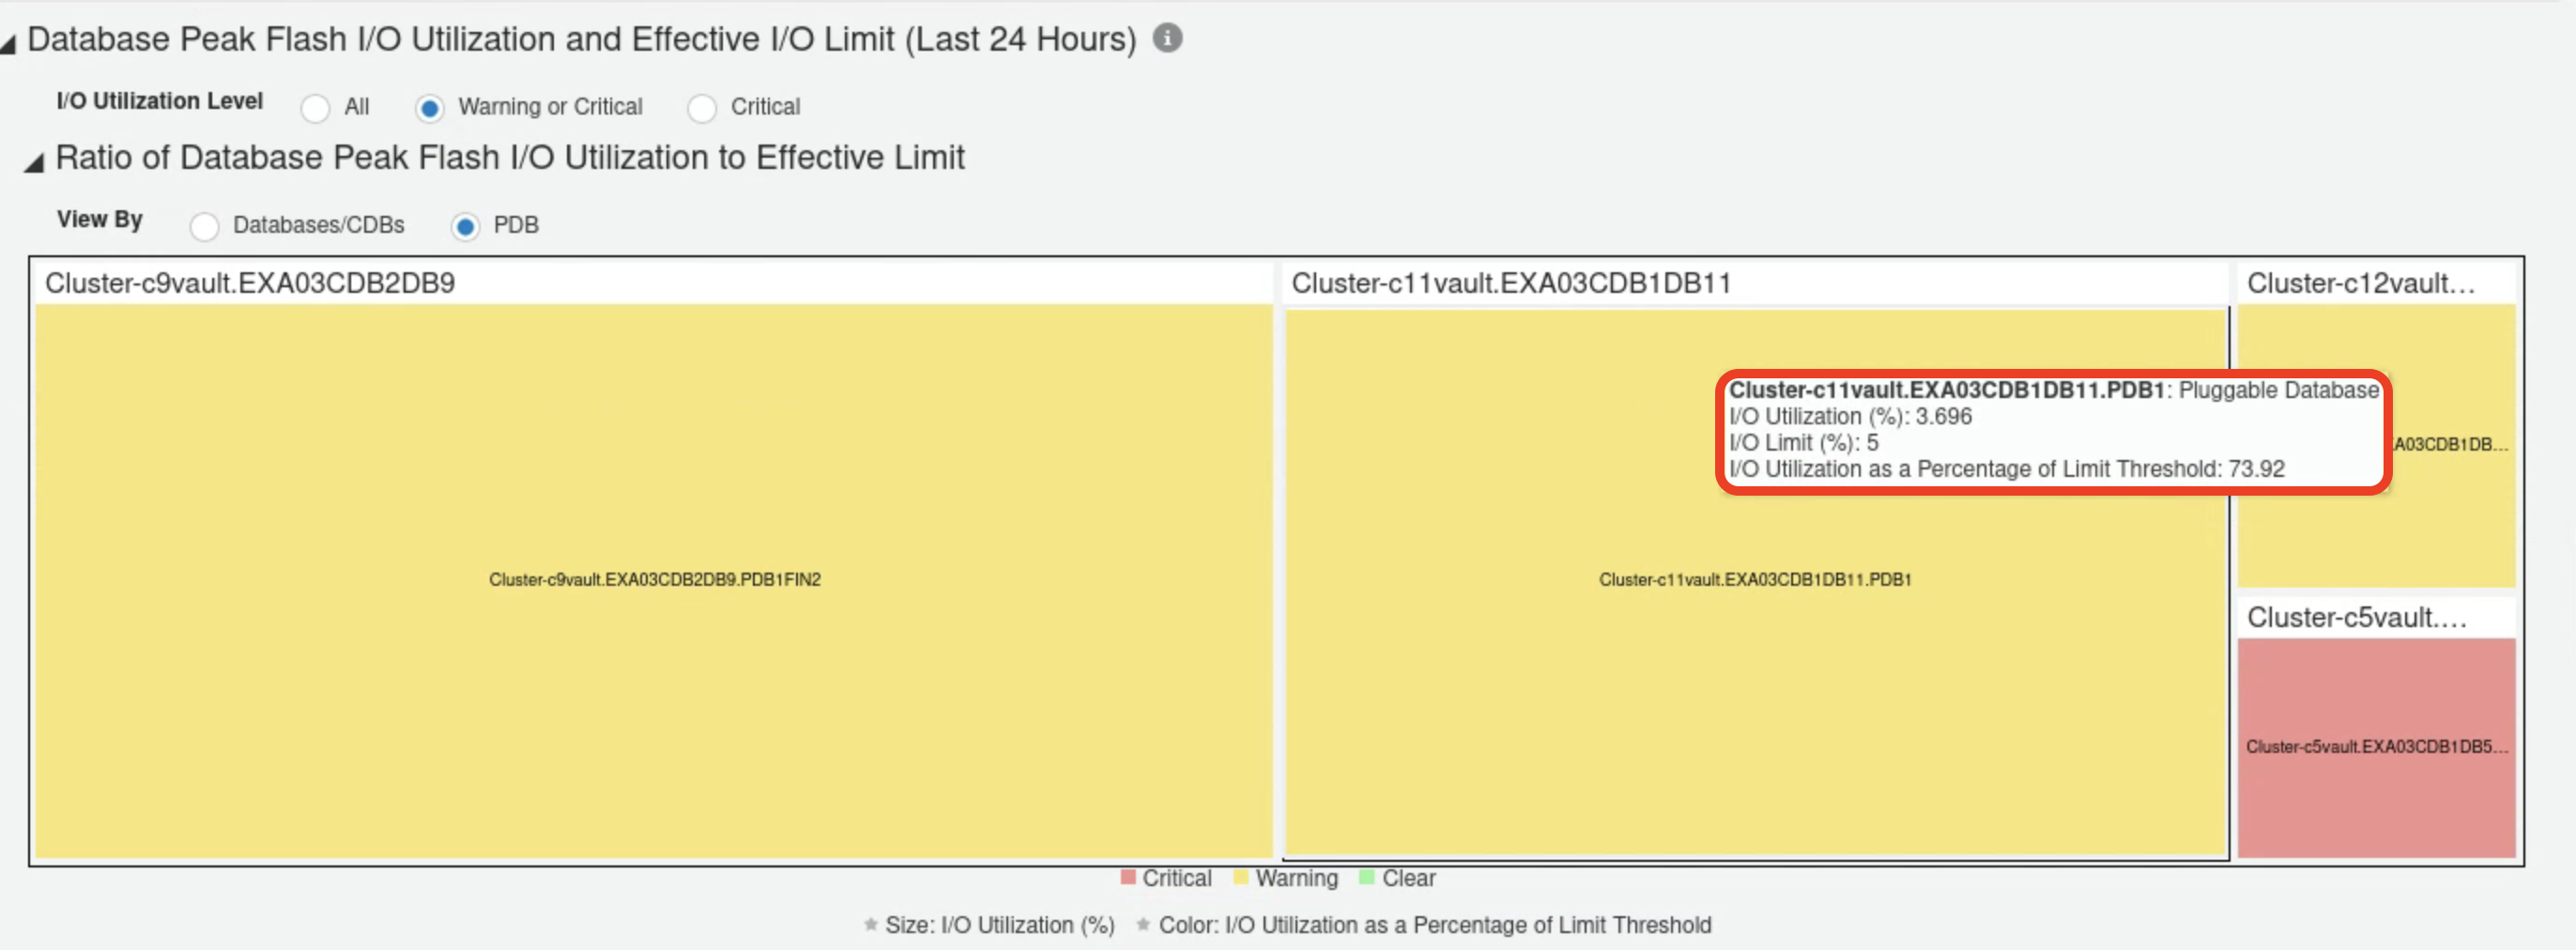 Database Peak Flash I/O Utilization and Effective I/O Limit (Last 24 Hours)
I/O Utilization Level All Warning or Critical Critical
Ratio of Database Peak Flash I/O Utilization to Effective Limit
View By Databases/CDBs PDB
Cluster-c9vault.EXA03CDB2DB9
Cluster-c9vault.EXA03CDB2DB9.PDB1FIN2
Cluster-c11vault.EXA03CDB1DB11
Cluster-c11vault.EXA03CDB1DB11.PDB1: Pluggable Database
I/O Utilization (%): 3.696
I/O Limit (%): 5
I/O Utilization as a Percentage of Limit Threshold: 73.92
Cluster-c11vault.EXA03CDB1DB11.PDB1
Cluster-c12vault...
A03CDB1DB...
Cluster-c5vault....
Cluster-c5vault.EXA03CDB1DB5...
Critical Warning Clear
Size: I/O Utilization (%) Color: I/O Utilization as a Percentage of Limit Threshold